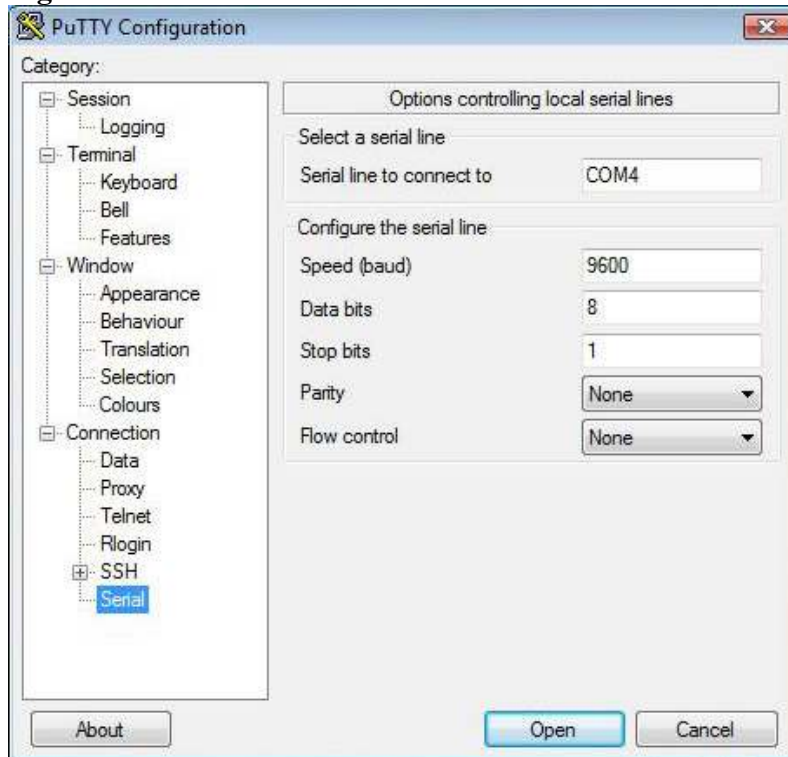 PuTTY Configuration
Category:
Session
Logging
Terminal
Keyboard
Bell
Features
Window
Appearance
Behaviour
Translation
Selection
Colours
Connection
Data
Proxy
Telnet
Rlogin
SSH
Serial
Options controlling local serial lines
Select a serial line
Serial line to connect to COM4
Configure the serial line
Speed (baud) 9600
Data bits 8
Stop bits 1
Parity None
Flow control None
About Open Cancel